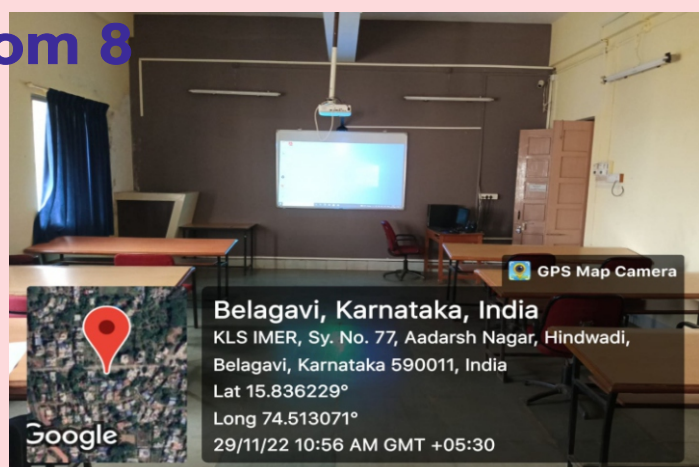 om 8
GPS Map Camera
Belagavi, Karnataka, India
KLS IMER, Sy. No. 77, Aadarsh Nagar, Hindwadi,
Belagavi, Karnataka 590011, India
Lat 15.836229°
Long 74.513071°
29/11/22 10:56 AM GMT +05:30
Google